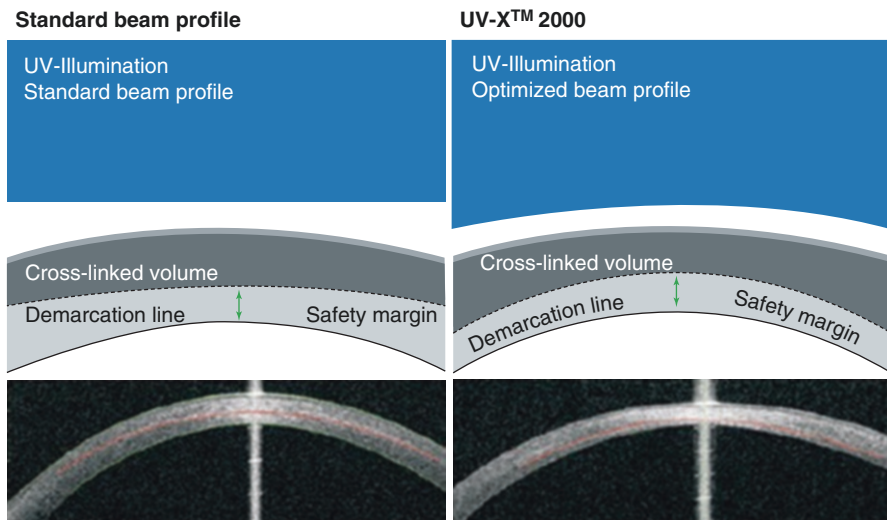 Standard beam profile
UV-Illumination
Standard beam profile
Cross-linked volume
Demarcation line
Safety margin
UV-X™ 2000
UV-Illumination
Optimized beam profile
Cross-linked volume
Demarcation line
Safety margin